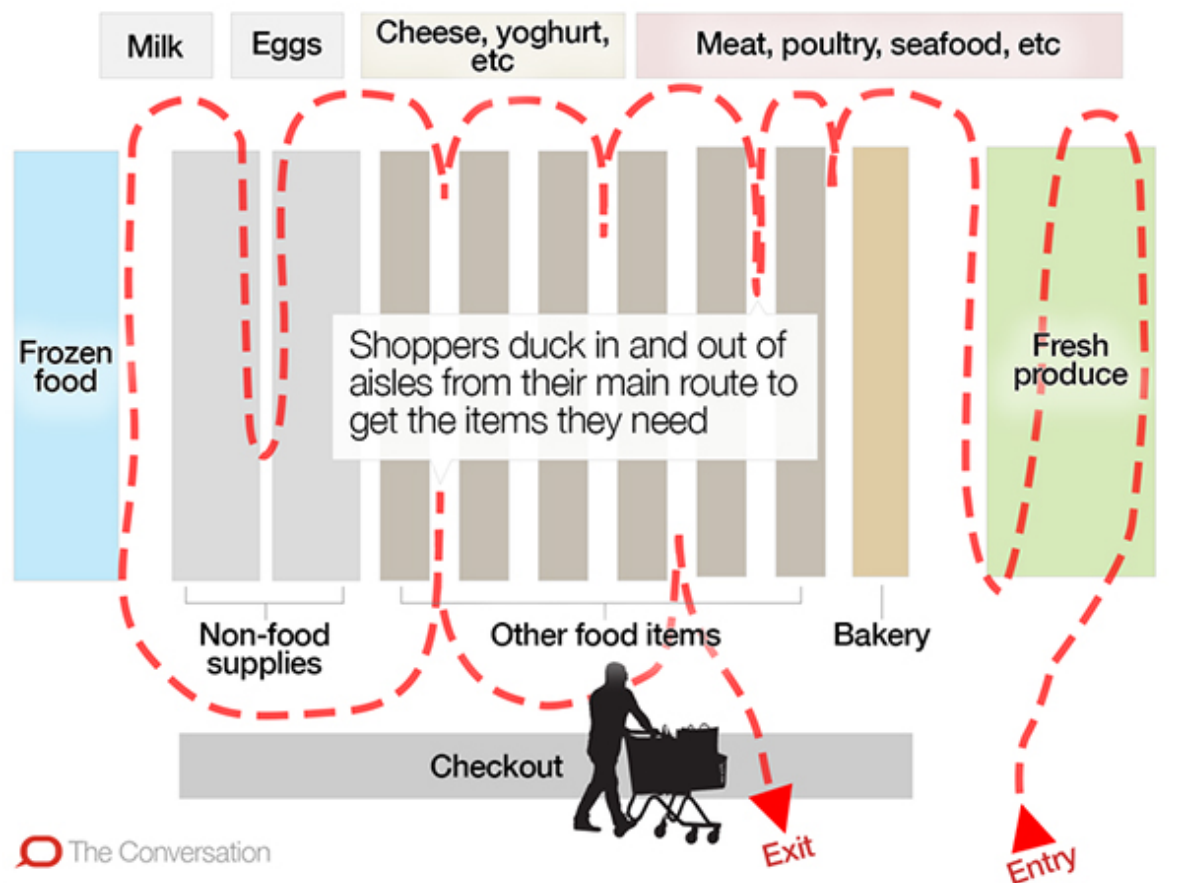 Milk
Eggs
Cheese, yoghurt,
etc
Meat, poultry, seafood, etc
Frozen
food
Shoppers duck in and out of
aisles from their main route to
get the items they need
Fresh
produce
Non-food
supplies
Other food items
Bakery
Checkout
Exit
Entry
The Conversation